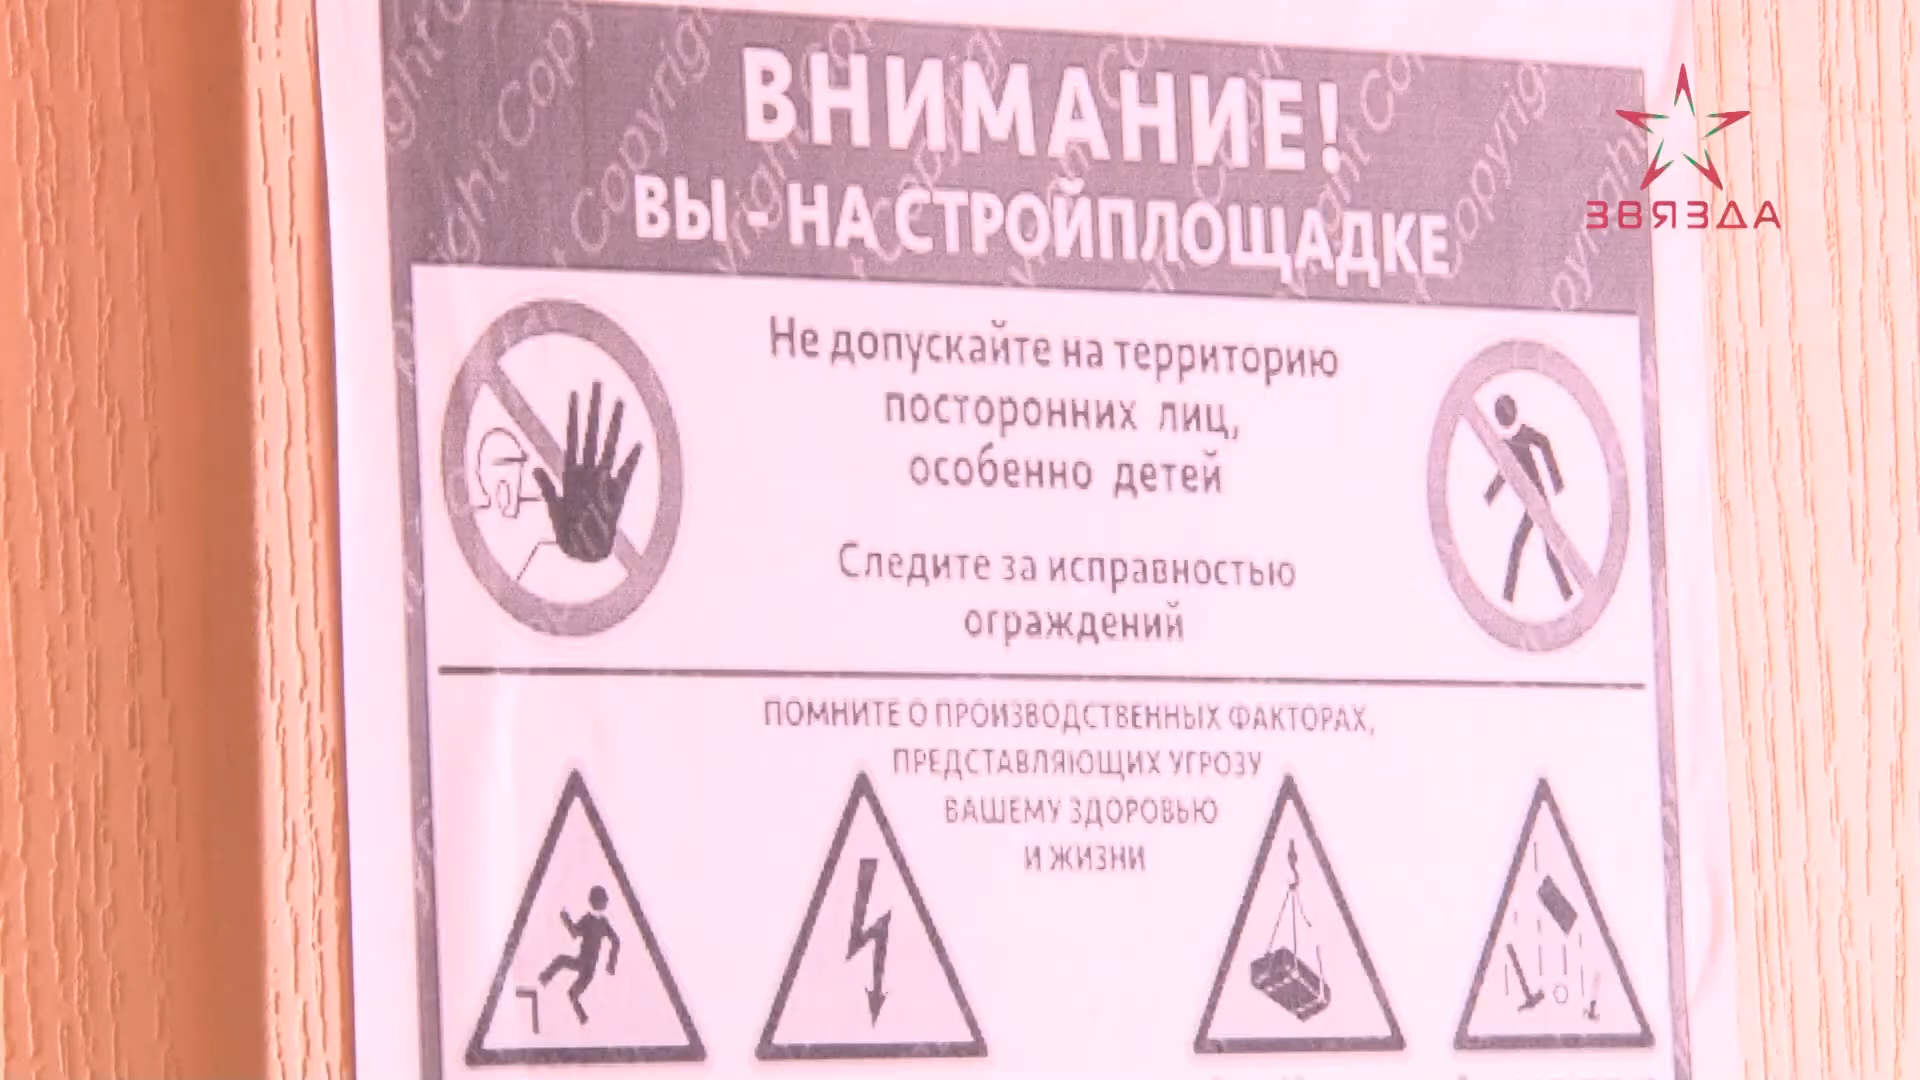 ВНИМАНИЕ!
ВЫ - НА СТРОЙПЛОЩАДКЕ
ЗВЯЗДА
Не допускайте на территорию
посторонних лиц,
особенно детей
Следите за исправностью
ограждений
ПОМНИТЕ О ПРОИЗВОДСТВЕННЫХ ФАКТОРАХ,
ПРЕДСТАВЛЯЮЩИХ УГРОЗУ
ВАШЕМУ ЗДОРОВЬЮ
И ЖИЗНИ